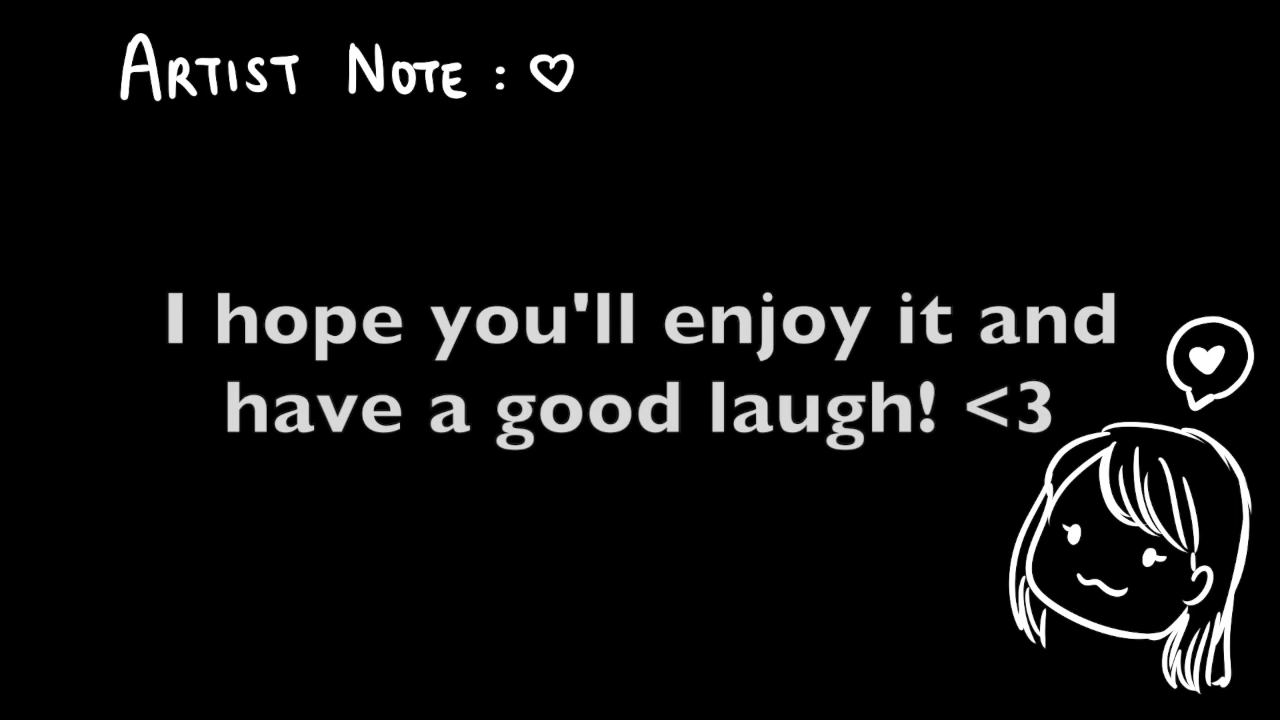 ARTIST NOTE : ♡
I hope you'll enjoy it and
have a good laugh! <3